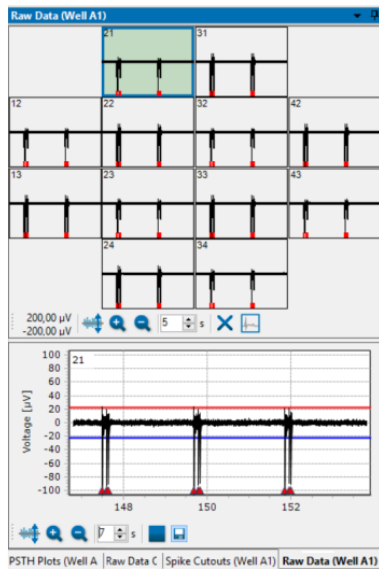 Raw Data (Well A1)
21 31
12 22 32 42
13 23 33 43
24 34
200,00 µV
-200,00 µV
5 s
21
100
80
60
40
20
0
-20
-40
-60
-80
-100
Voltage [µV]
148 150 152
7 s
PSTH Plots (Well A Raw Data C Spike Cutouts (Well A1) Raw Data (Well A1)